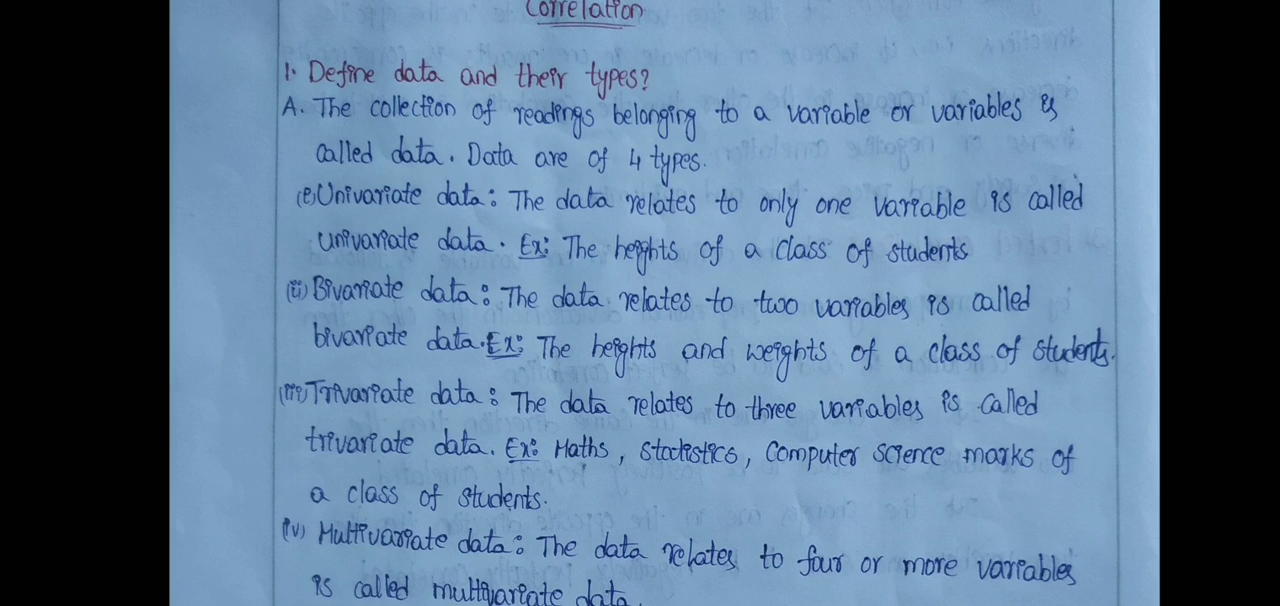 Correlation
1. Define data and their types?
A. The collection of readings belonging to a variable or variables is
called data. Data are of 4 types.
(i) Univariate data: The data relates to only one variable is called
univariate data. Ex: The heights of a class of students
(ii) Bivariate data: The data relates to two variables is called
bivariate data. Ex: The heights and weights of a class of students.
(iii) Trivariate data: The data relates to three variables is called
trivariate data. Ex: Maths, Statistics, Computer Science marks of
a class of students.
(iv) Multivariate data: The data relates to four or more variables
is called multivariate data.